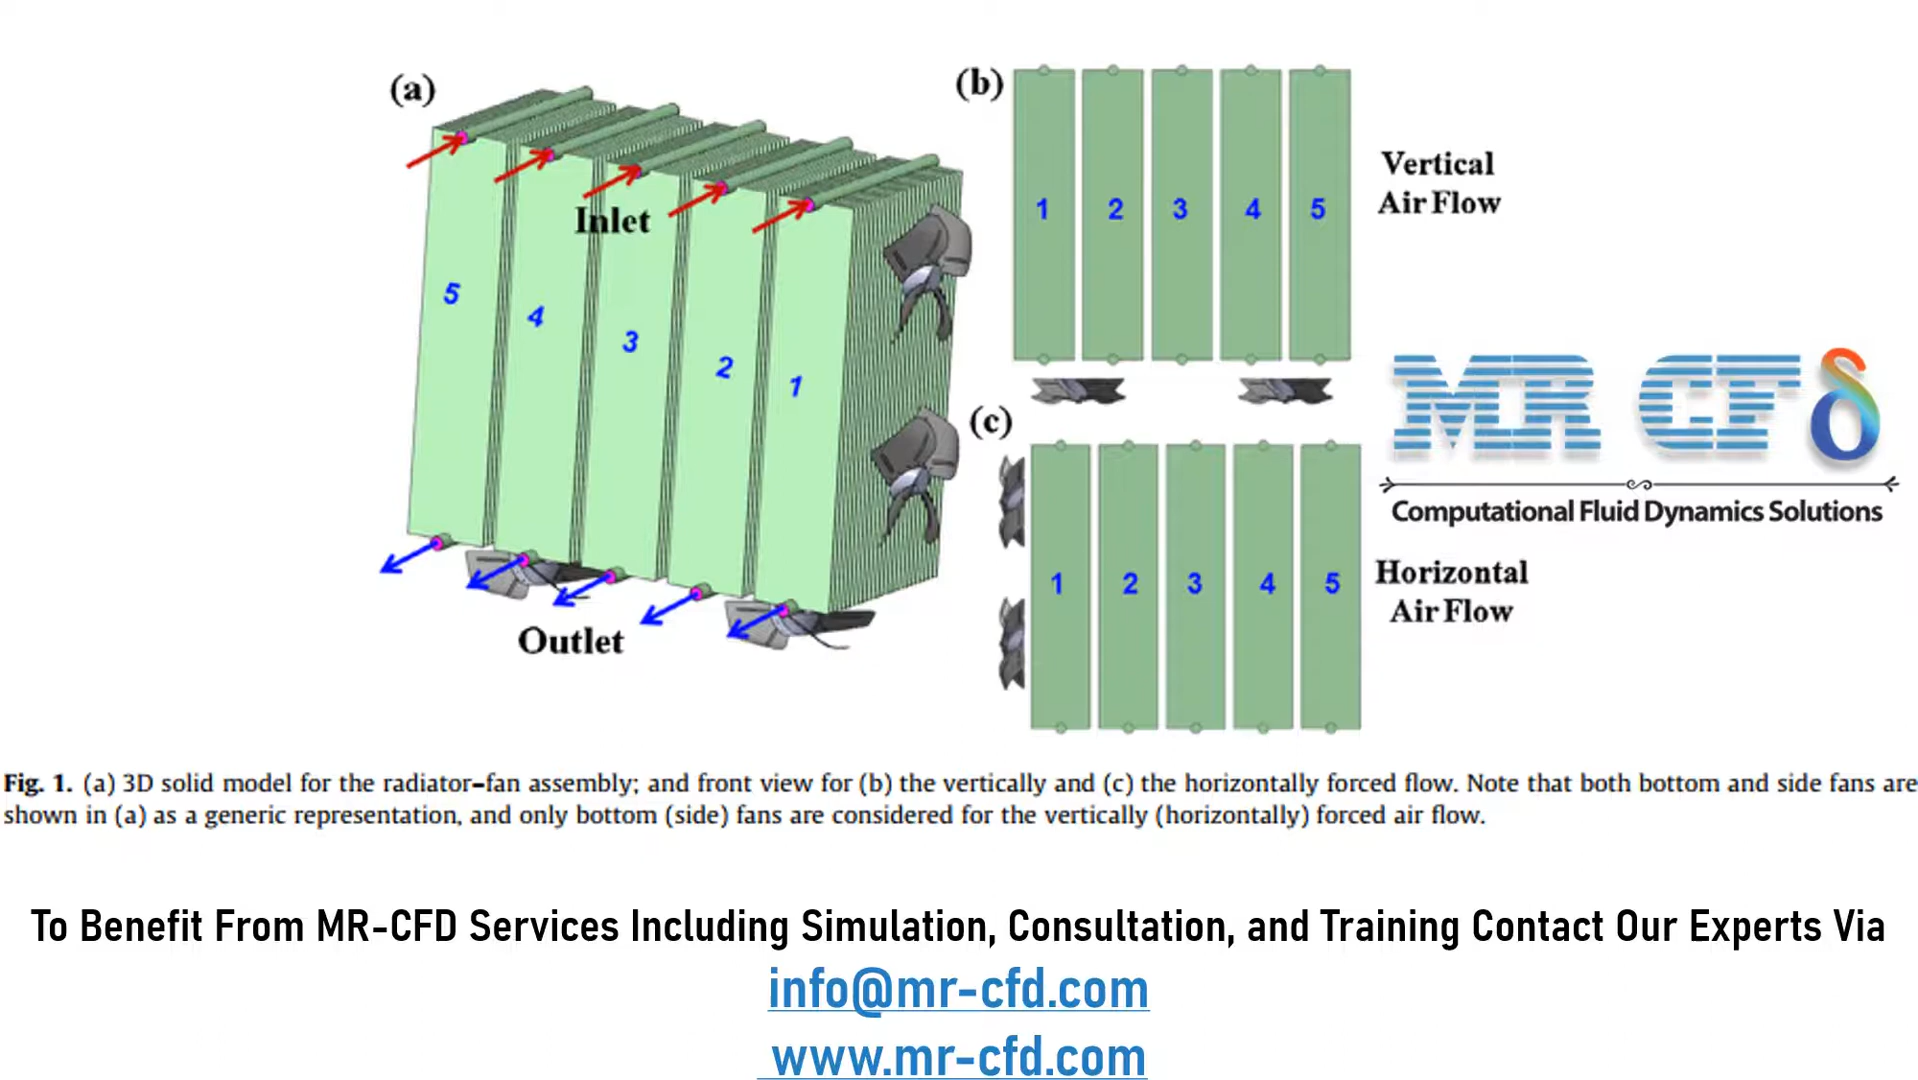 (a)
Inlet
5
4
3
2
1
Outlet
(b)
1 2 3 4 5
Vertical
Air Flow
(c)
1 2 3 4 5
Horizontal
Air Flow
MR CFδ
Computational Fluid Dynamics Solutions
Fig. 1. (a) 3D solid model for the radiator–fan assembly; and front view for (b) the vertically and (c) the horizontally forced flow. Note that both bottom and side fans are
shown in (a) as a generic representation, and only bottom (side) fans are considered for the vertically (horizontally) forced air flow.
To Benefit From MR-CFD Services Including Simulation, Consultation, and Training Contact Our Experts Via
info@mr-cfd.com
www.mr-cfd.com